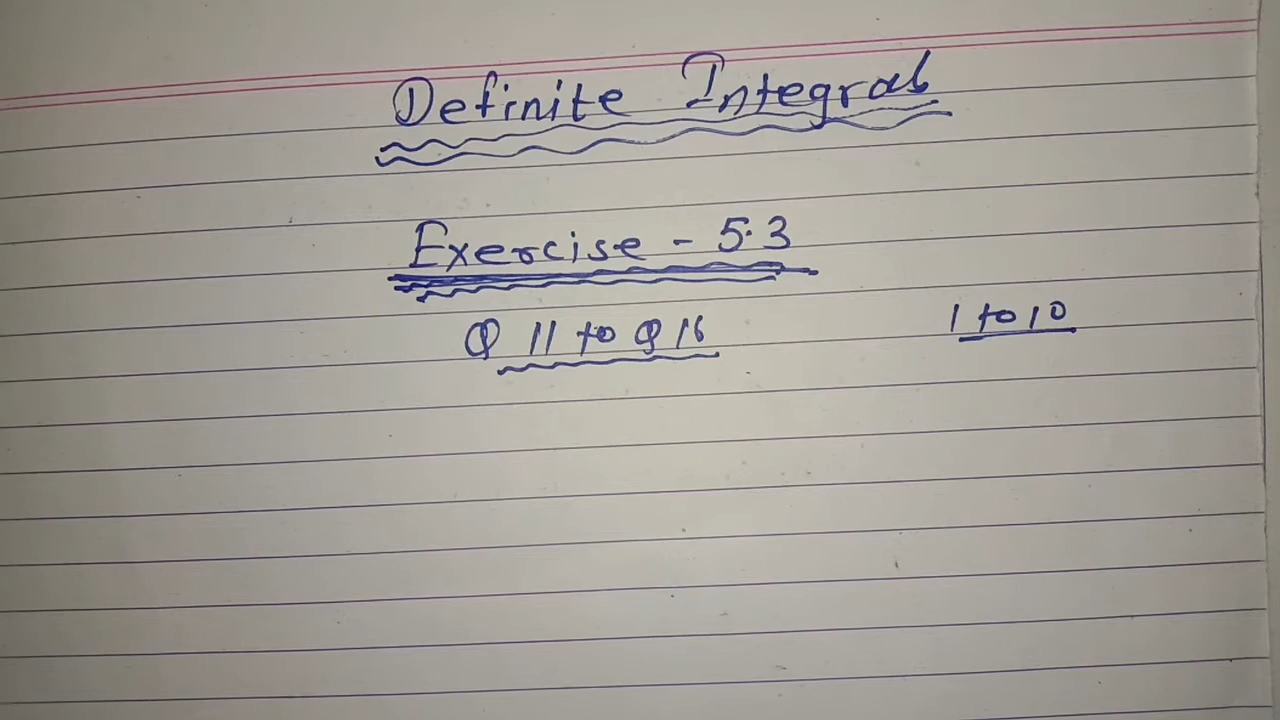 Definite Integral
Exercise - 5.3
Q 11 to Q 16
1 to 10